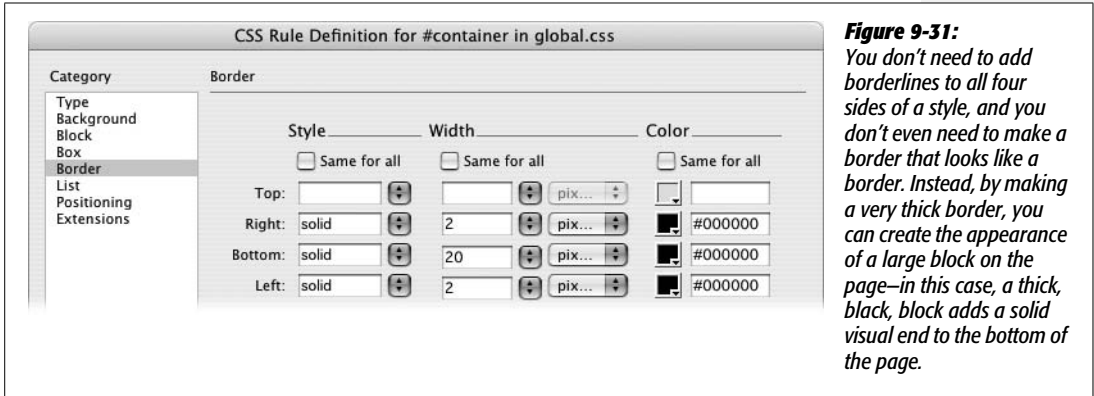 CSS Rule Definition for #container in global.css
Category
Border
Type
Background
Block
Box
Border
List
Positioning
Extensions
Style Width Color
Same for all Same for all Same for all
Top: pix...
Right: solid 2 pix... #000000
Bottom: solid 20 pix... #000000
Left: solid 2 pix... #000000
Figure 9-31:
You don't need to add
borderlines to all four
sides of a style, and you
don't even need to make a
border that looks like a
border. Instead, by making
a very thick border, you
can create the appearance
of a large block on the
page—in this case, a thick,
black, block adds a solid
visual end to the bottom of
the page.